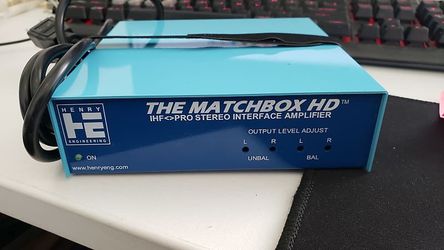 HENRY
HE
ENGINEERING
THE MATCHBOX HD™
IHF<>PRO STEREO INTERFACE AMPLIFIER
OUTPUT LEVEL ADJUST
L R L R
UNBAL BAL
ON
www.henryeng.com